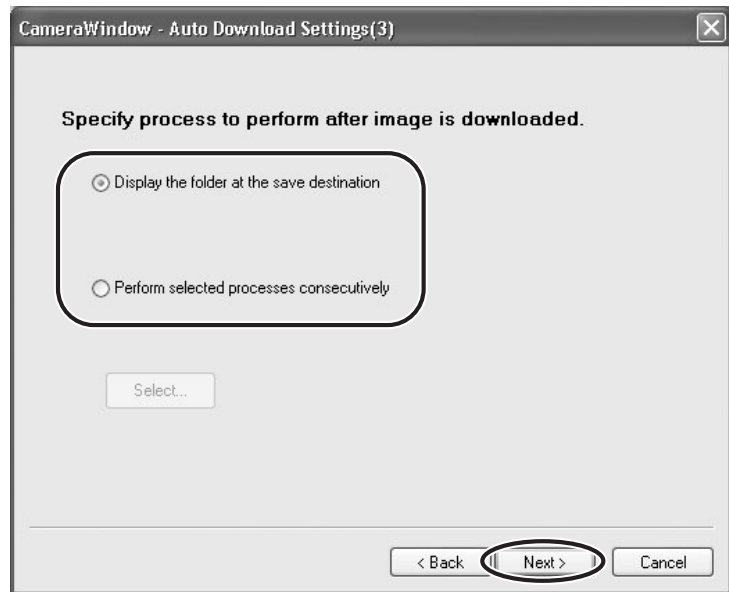 CameraWindow - Auto Download Settings(3)
Specify process to perform after image is downloaded.
Display the folder at the save destination
Perform selected processes consecutively
Select...
< Back Next > Cancel